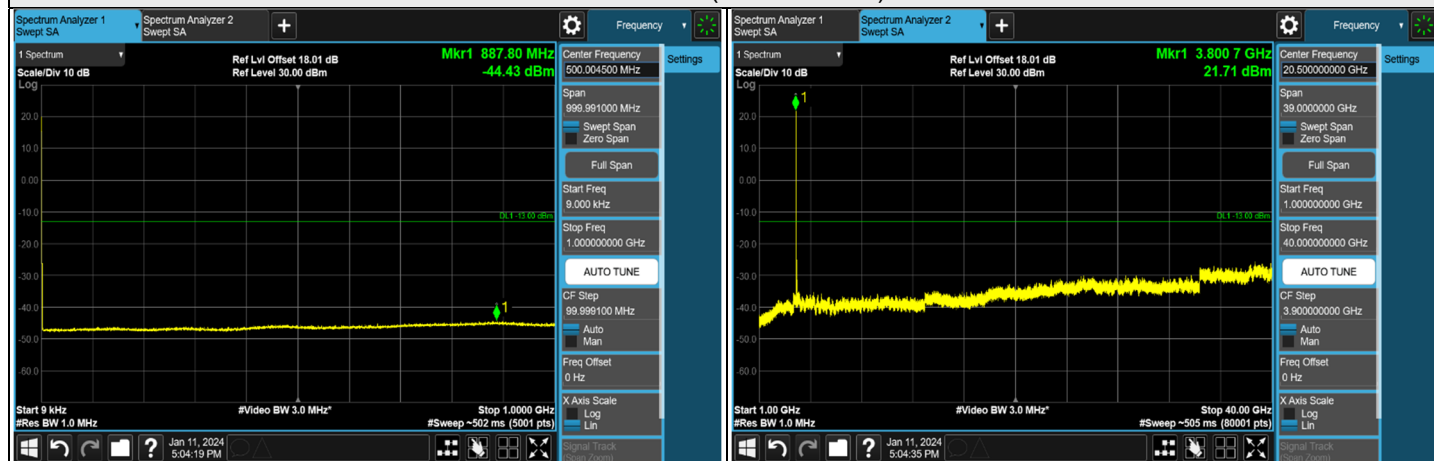 Spectrum Analyzer 1
Swept SA
Spectrum Analyzer 2
Swept SA
+
Frequency
1 Spectrum
Scale/Div 10 dB
Log
Ref Lvl Offset 18.01 dB
Ref Level 30.00 dBm
Mkr1 887.80 MHz
-44.43 dBm
20.0
10.0
0.00
-10.0
-20.0
-30.0
-40.0
-50.0
-60.0
DL1 -13.00 dBm
1
Start 9 kHz
#Res BW 1.0 MHz
#Video BW 3.0 MHz*
Stop 1.0000 GHz
#Sweep ~502 ms (5001 pts)
Center Frequency
500.004500 MHz
Settings
Span
999.991000 MHz
Swept Span
Zero Span
Full Span
Start Freq
9.000 kHz
Stop Freq
1.000000000 GHz
AUTO TUNE
CF Step
99.999100 MHz
Auto
Man
Freq Offset
0 Hz
X Axis Scale
Log
Lin
Signal Track
(Span Zoom)
?
Jan 11, 2024
5:04:19 PM
Spectrum Analyzer 1
Swept SA
Spectrum Analyzer 2
Swept SA
+
Frequency
1 Spectrum
Scale/Div 10 dB
Log
Ref Lvl Offset 18.01 dB
Ref Level 30.00 dBm
Mkr1 3.800 7 GHz
21.71 dBm
20.0
10.0
0.00
-10.0
-20.0
-30.0
-40.0
-50.0
-60.0
DL1 -13.00 dBm
1
Start 1.00 GHz
#Res BW 1.0 MHz
#Video BW 3.0 MHz*
Stop 40.00 GHz
#Sweep ~505 ms (80001 pts)
Center Frequency
20.500000000 GHz
Settings
Span
39.0000000 GHz
Swept Span
Zero Span
Full Span
Start Freq
1.000000000 GHz
Stop Freq
40.000000000 GHz
AUTO TUNE
CF Step
3.900000000 GHz
Auto
Man
Freq Offset
0 Hz
X Axis Scale
Log
Lin
Signal Track
(Span Zoom)
?
Jan 11, 2024
5:04:35 PM